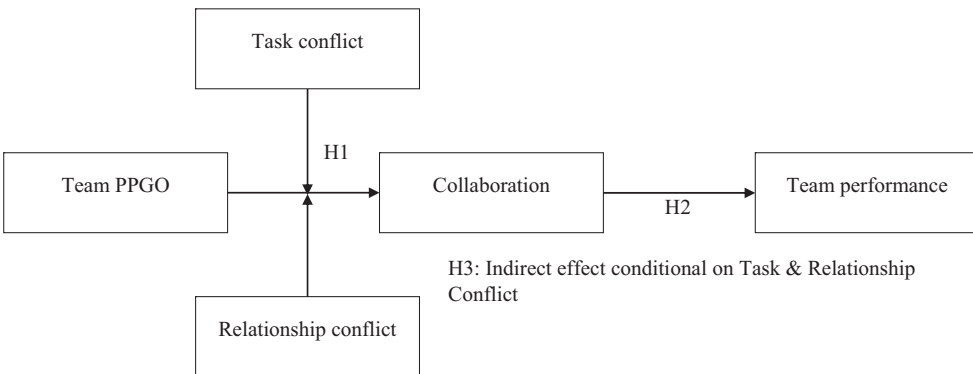 Task conflict
H1
Team PPGO
Collaboration
Team performance
H2
H3: Indirect effect conditional on Task & Relationship
Conflict
Relationship conflict